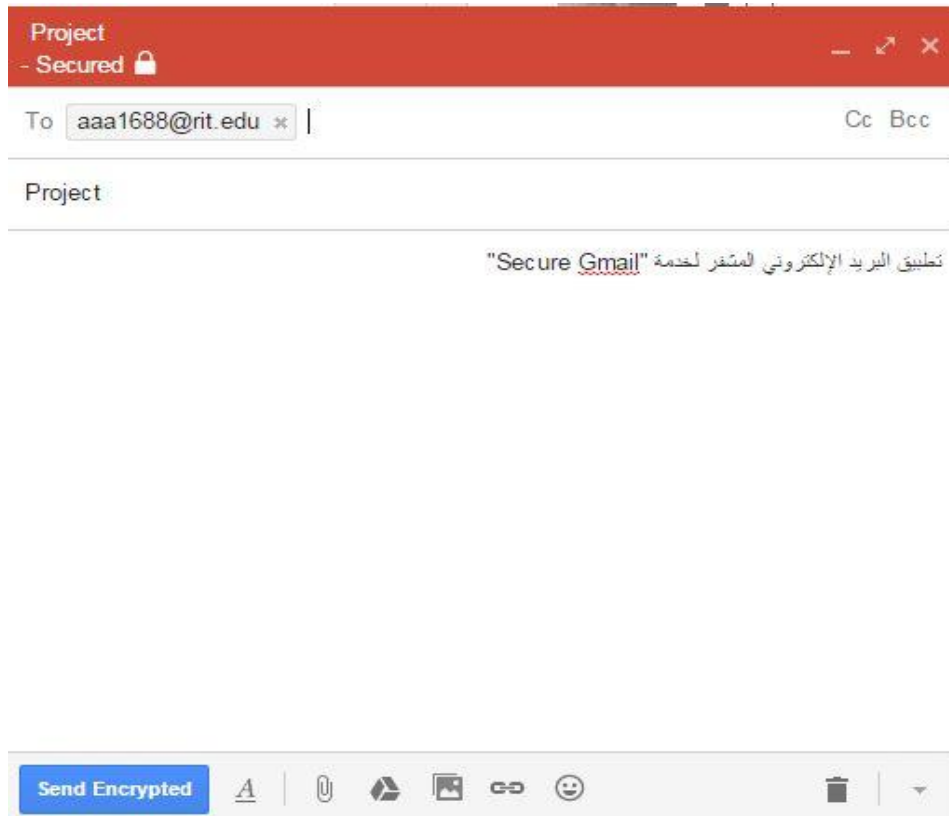 Project
- Secured
To aaa1688@rit.edu × Cc Bcc
Project
تطبيق البريد الإلكتروني المشفر لخدمة "Secure Gmail"
Send Encrypted A